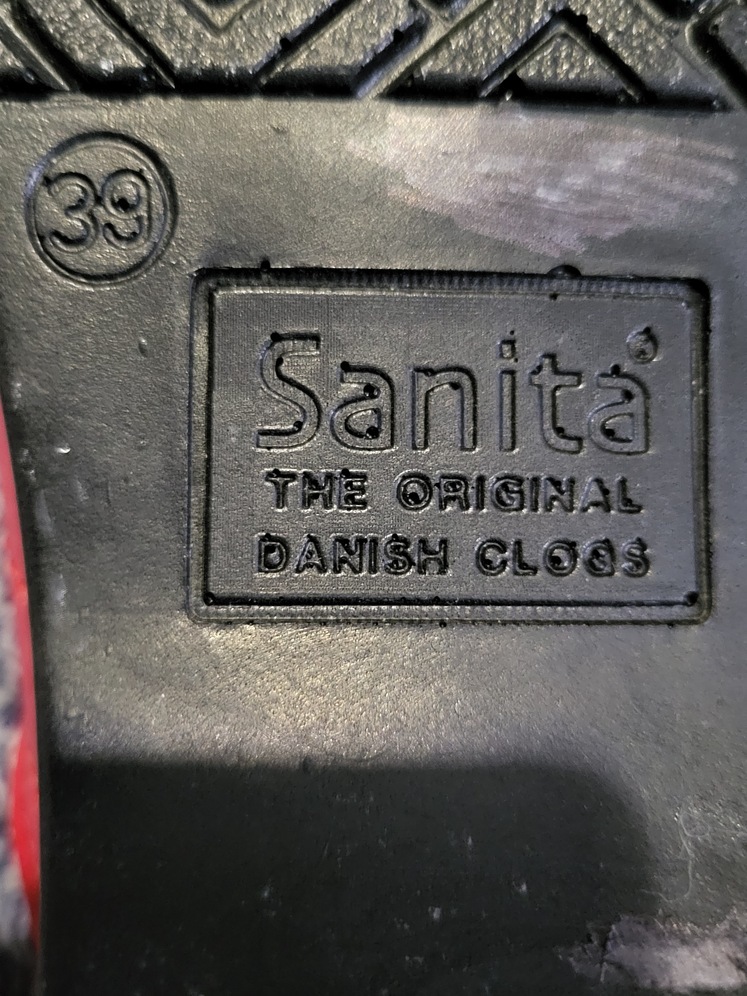 39
Sanita®
THE ORIGINAL
DANISH CLOGS